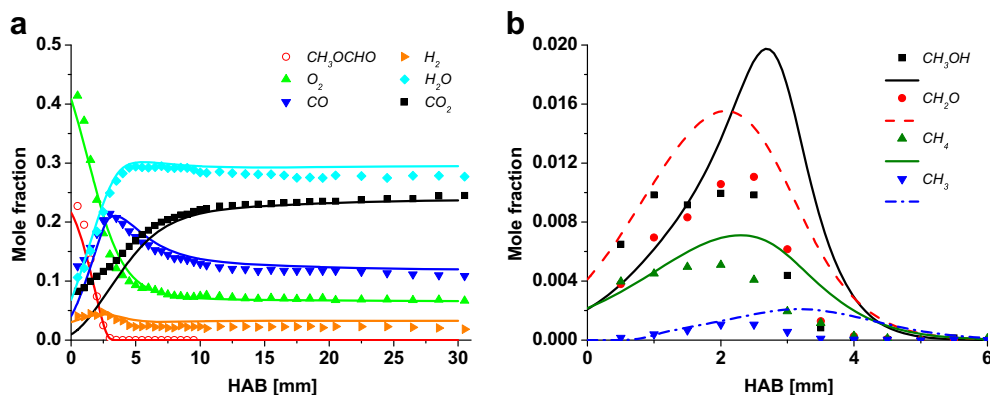 a
0.5
0.4
0.3
0.2
0.1
0.0
Mole fraction
CH3OCHO
H2
O2
H2O
CO
CO2
0 5 10 15 20 25 30
HAB [mm]
b
0.020
0.016
0.012
0.008
0.004
0.000
Mole fraction
CH3OH
CH2O
CH4
CH3
0 2 4 6
HAB [mm]